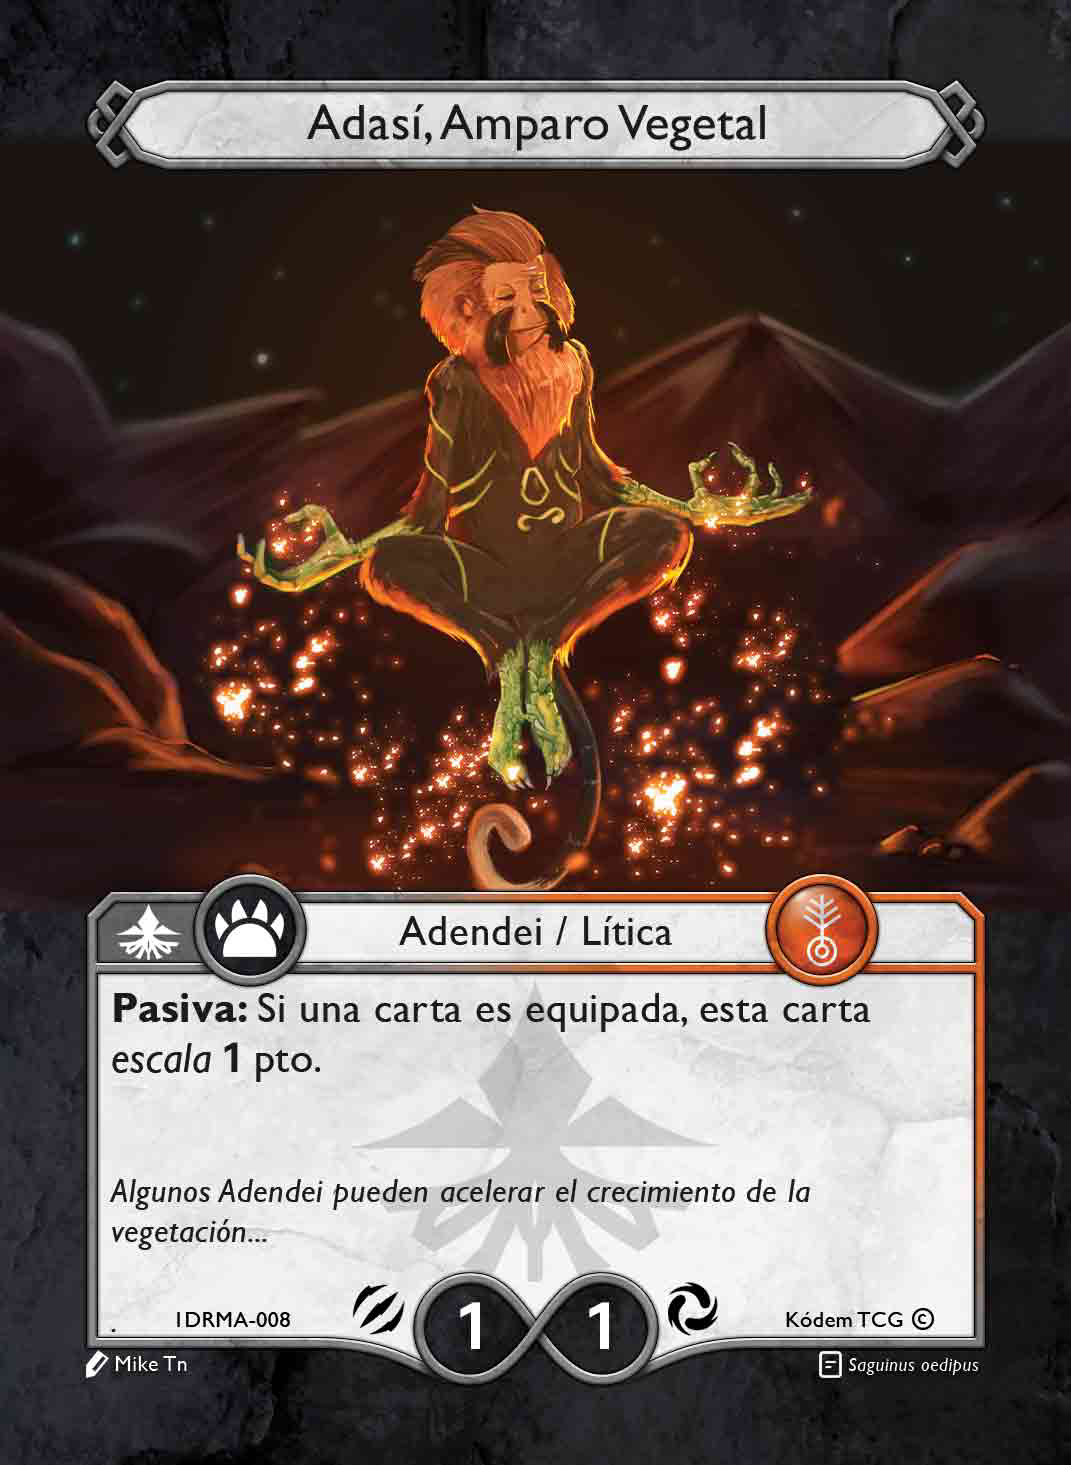 Adasí, Amparo Vegetal
Adendei / Lítica
Pasiva: Si una carta es equipada, esta carta
escala 1 pto.
Algunos Adendei pueden acelerar el crecimiento de la
vegetación...
1DRMA-008
1 1
Kódem TCG ©
Mike Tn
Saguinus oedipus